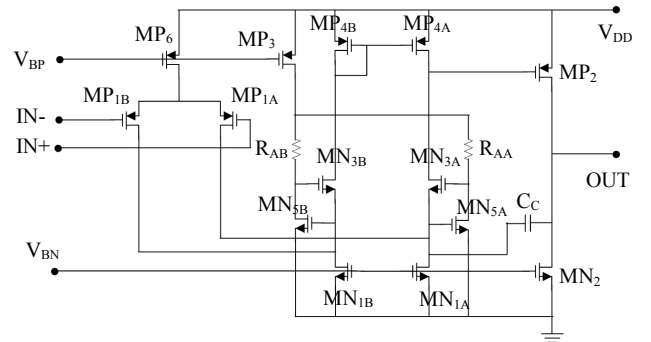 MP4B MP4A
VDD
MP6
MP3
VBP
MP2
MP1B MP1A
IN-
IN+
RAB MN3B MN3A RAA
OUT
MN5B MN5A CC
VBN
MN2
MN1B MN1A